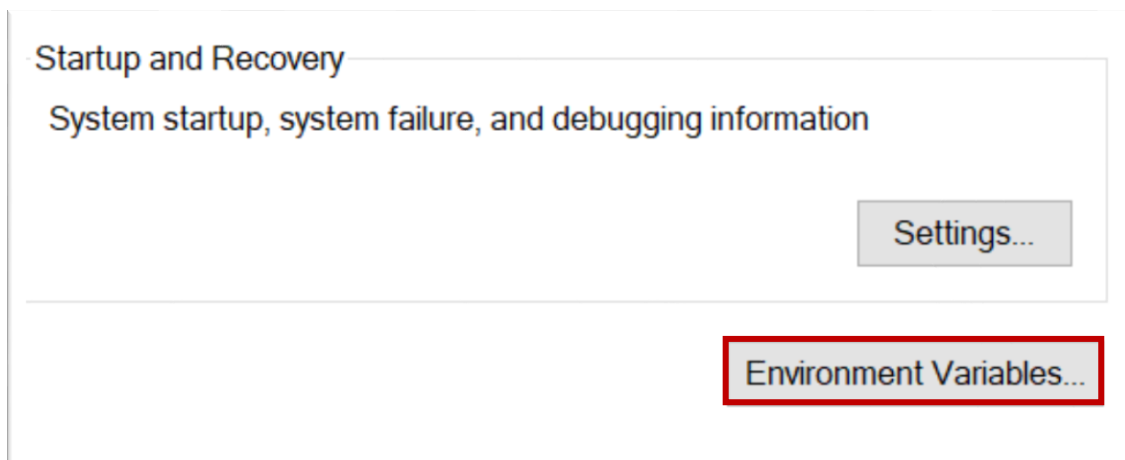 Startup and Recovery
System startup, system failure, and debugging information
Settings...
Environment Variables...